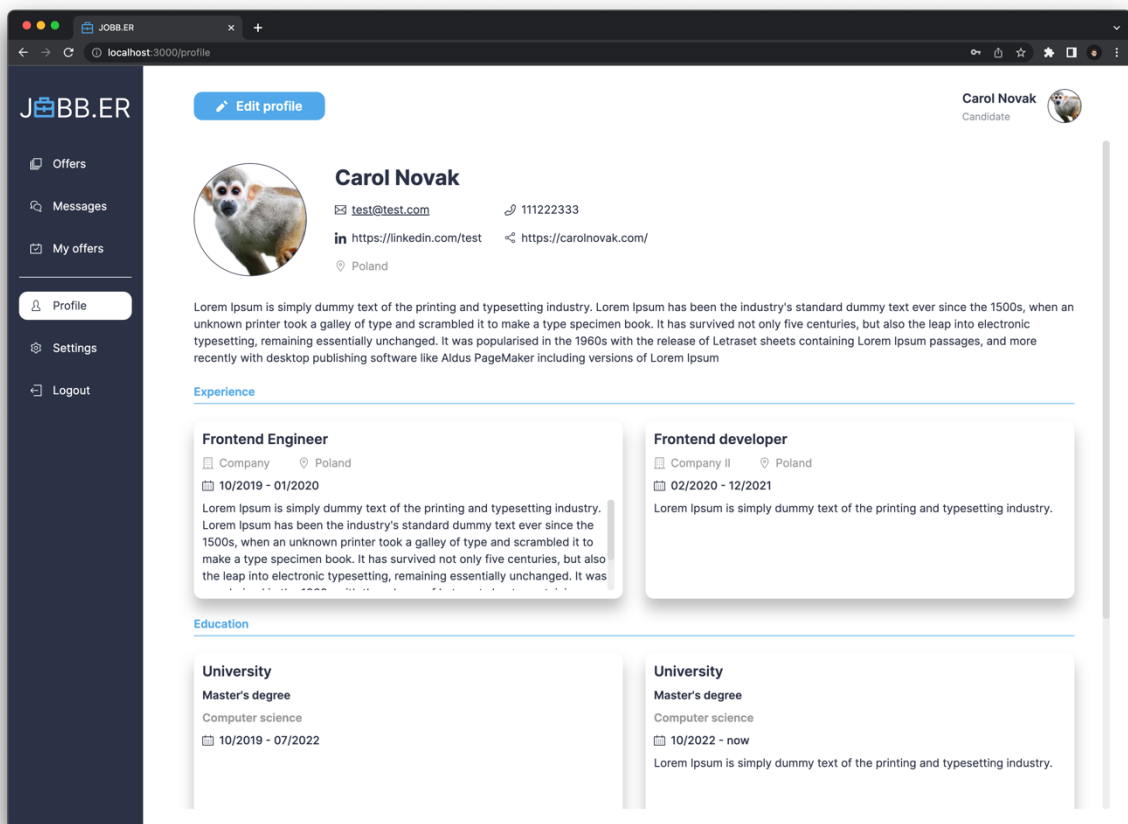 JOBB.ER
localhost:3000/profile
JOBB.ER
Edit profile
Carol Novak
Candidate
Offers
Messages
My offers
Profile
Settings
Logout
Carol Novak
test@test.com
111222333
https://linkedin.com/test
https://carolnovak.com/
Poland
Lorem Ipsum is simply dummy text of the printing and typesetting industry. Lorem Ipsum has been the industry's standard dummy text ever since the 1500s, when an
unknown printer took a galley of type and scrambled it to make a type specimen book. It has survived not only five centuries, but also the leap into electronic
typesetting, remaining essentially unchanged. It was popularised in the 1960s with the release of Letraset sheets containing Lorem Ipsum passages, and more
recently with desktop publishing software like Aldus PageMaker including versions of Lorem Ipsum
Experience
Frontend Engineer
Company Poland
10/2019 - 01/2020
Lorem Ipsum is simply dummy text of the printing and typesetting industry.
Lorem Ipsum has been the industry's standard dummy text ever since the
1500s, when an unknown printer took a galley of type and scrambled it to
make a type specimen book. It has survived not only five centuries, but also
the leap into electronic typesetting, remaining essentially unchanged. It was
Frontend developer
Company II Poland
02/2020 - 12/2021
Lorem Ipsum is simply dummy text of the printing and typesetting industry.
Education
University
Master's degree
Computer science
10/2019 - 07/2022
University
Master's degree
Computer science
10/2022 - now
Lorem Ipsum is simply dummy text of the printing and typesetting industry.